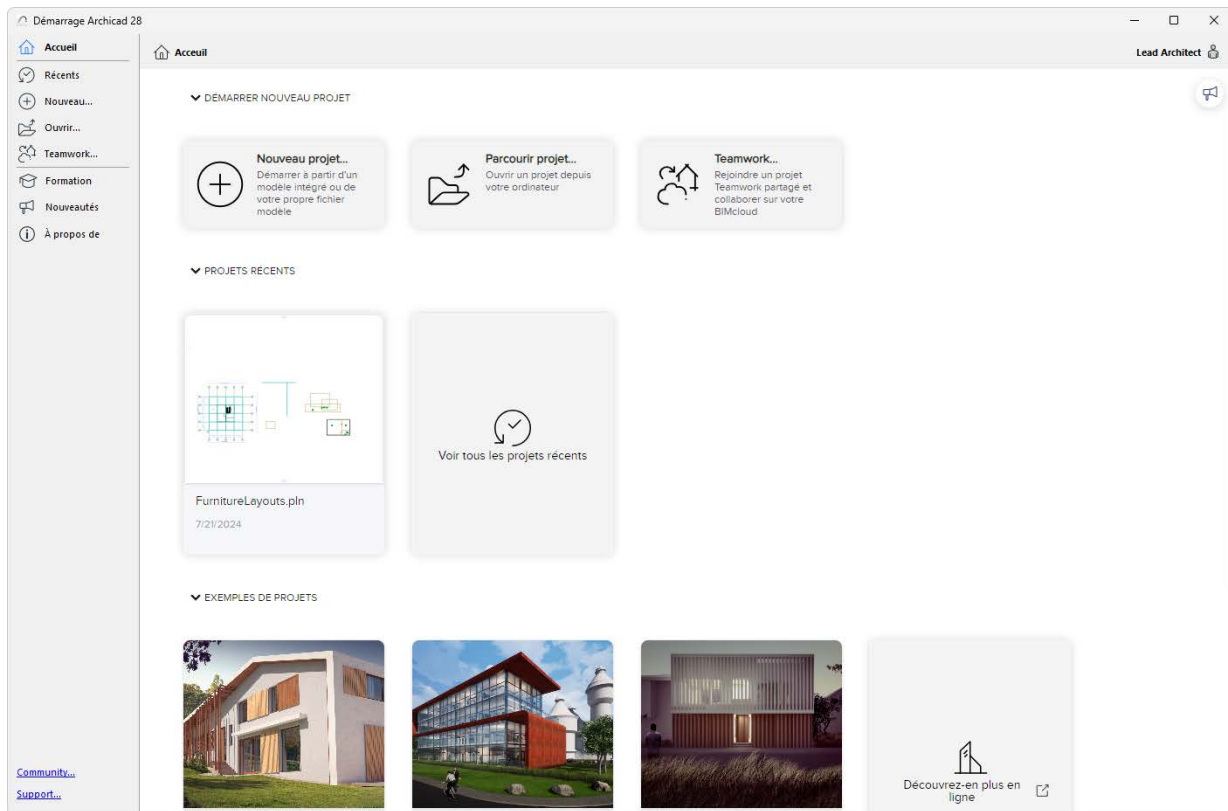 Démarrage Archicad 28
Accueil
Récents
Nouveau...
Ouvrir...
Teamwork...
Formation
Nouveautés
À propos de
Community...
Support...
Acceuil
Lead Architect
DÉMARRER NOUVEAU PROJET
Nouveau projet...
Démarrer à partir d'un
modèle intégré ou de
votre propre fichier
modèle
Parcourir projet...
Ouvrir un projet depuis
votre ordinateur
Teamwork...
Rejoindre un projet
Teamwork partagé et
collaborer sur votre
BIMcloud
PROJETS RÉCENTS
FurnitureLayouts.pln
7/21/2024
Voir tous les projets récents
EXEMPLES DE PROJETS
Découvrez-en plus en
ligne